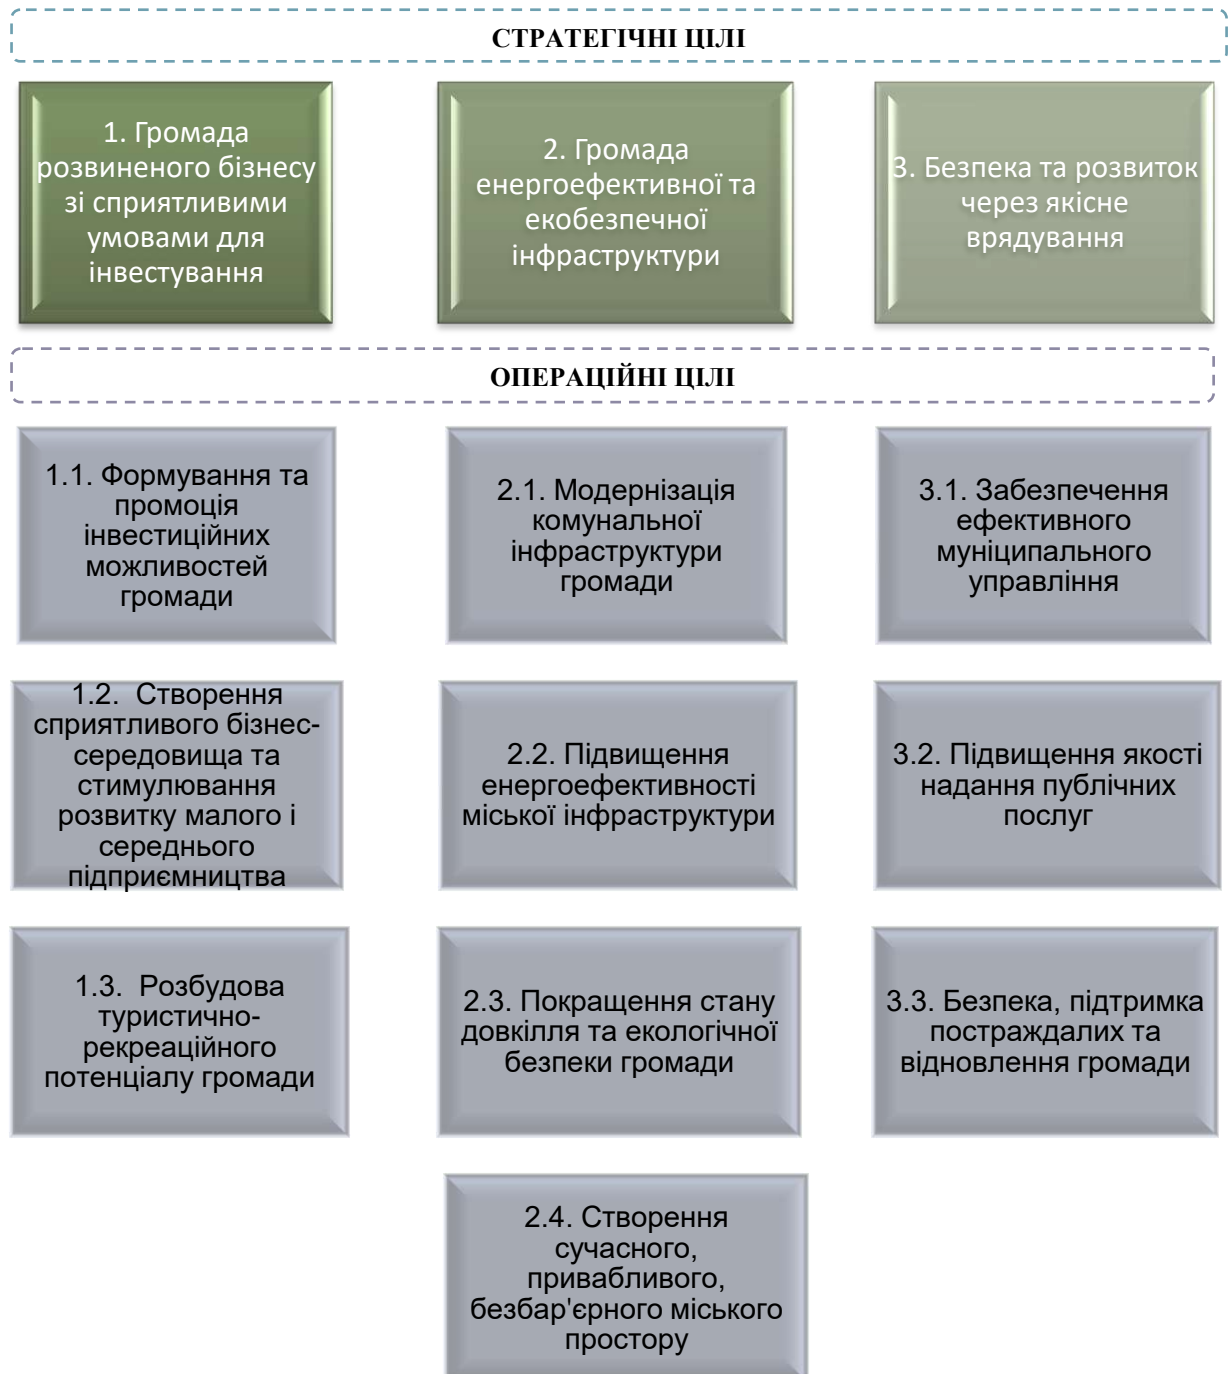 СТРАТЕГІЧНІ ЦІЛІ
1. Громада
розвиненого бізнесу
зі сприятливими
умовами для
інвестування
2. Громада
енергоефективної та
екобезпечної
інфраструктури
3. Безпека та розвиток
через якісне
врядування
ОПЕРАЦІЙНІ ЦІЛІ
1.1. Формування та
промоція
інвестиційних
можливостей
громади
2.1. Модернізація
комунальної
інфраструктури
громади
3.1. Забезпечення
ефективного
муніципального
управління
1.2. Створення
сприятливого бізнес-
середовища та
стимулювання
розвитку малого і
середнього
підприємництва
2.2. Підвищення
енергоефективності
міської інфраструктури
3.2. Підвищення якості
надання публічних
послуг
1.3. Розбудова
туристично-
рекреаційного
потенціалу громади
2.3. Покращення стану
довкілля та екологічної
безпеки громади
3.3. Безпека, підтримка
постраждалих та
відновлення громади
2.4. Створення
сучасного,
привабливого,
безбар'єрного міського
простору